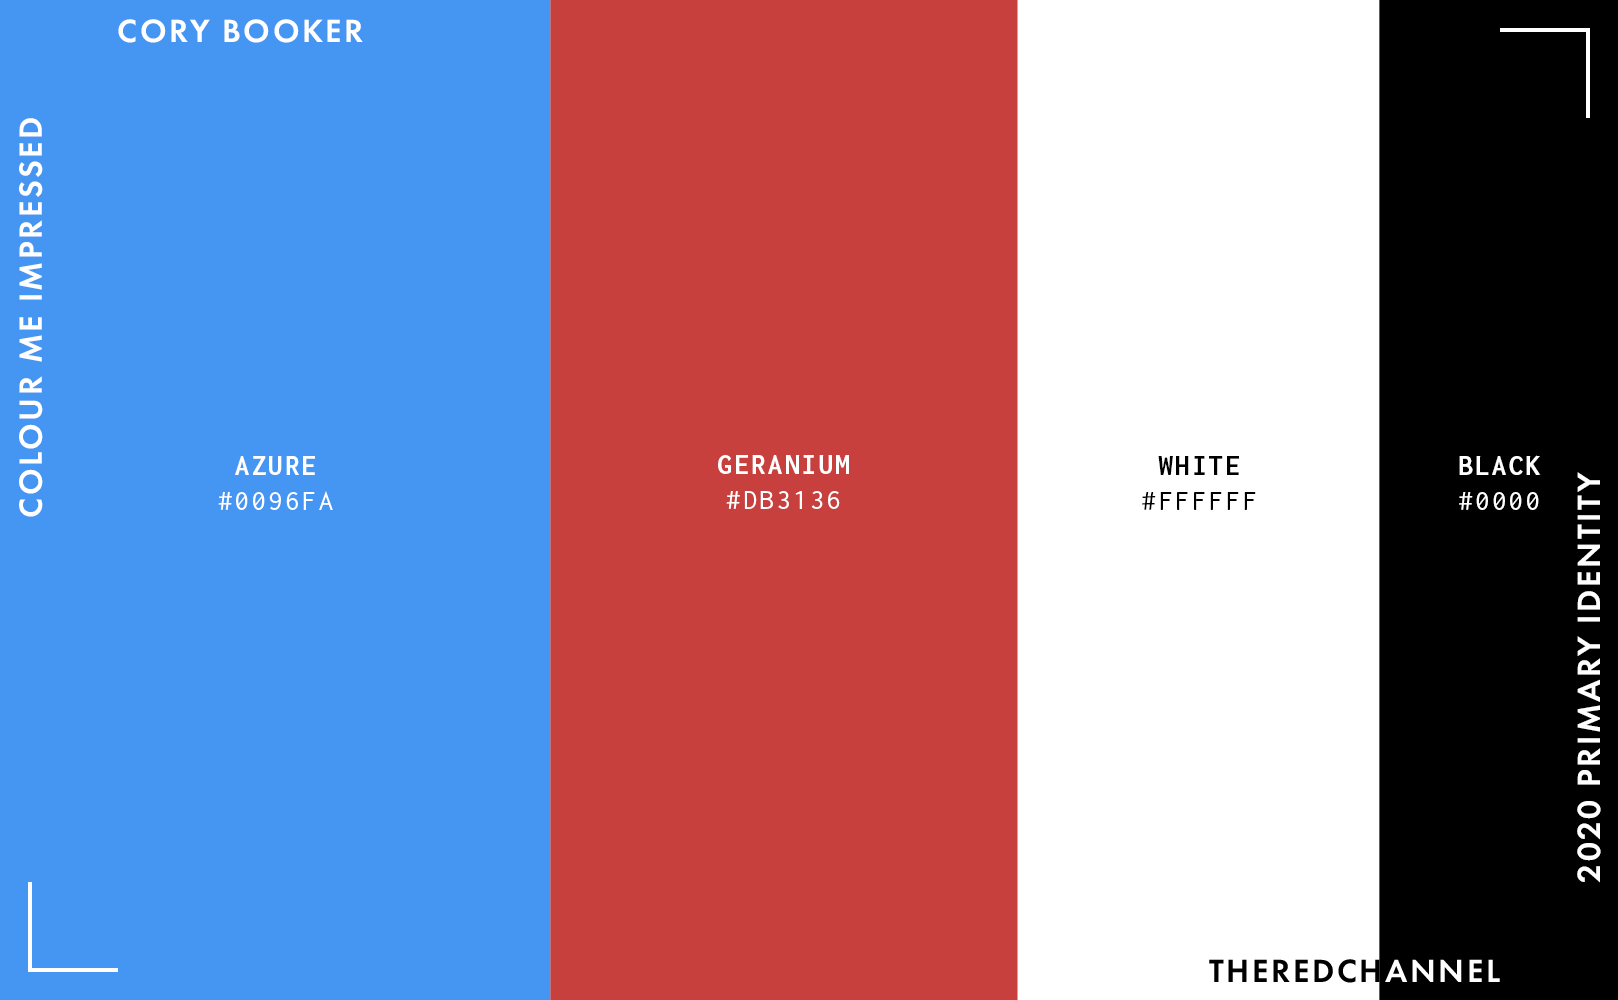 CORY BOOKER
COLOUR ME IMPRESSED
AZURE
#0096FA
GERANIUM
#DB3136
WHITE
#FFFFFF
BLACK
#0000
2020 PRIMARY IDENTITY
THEREDCHANNEL